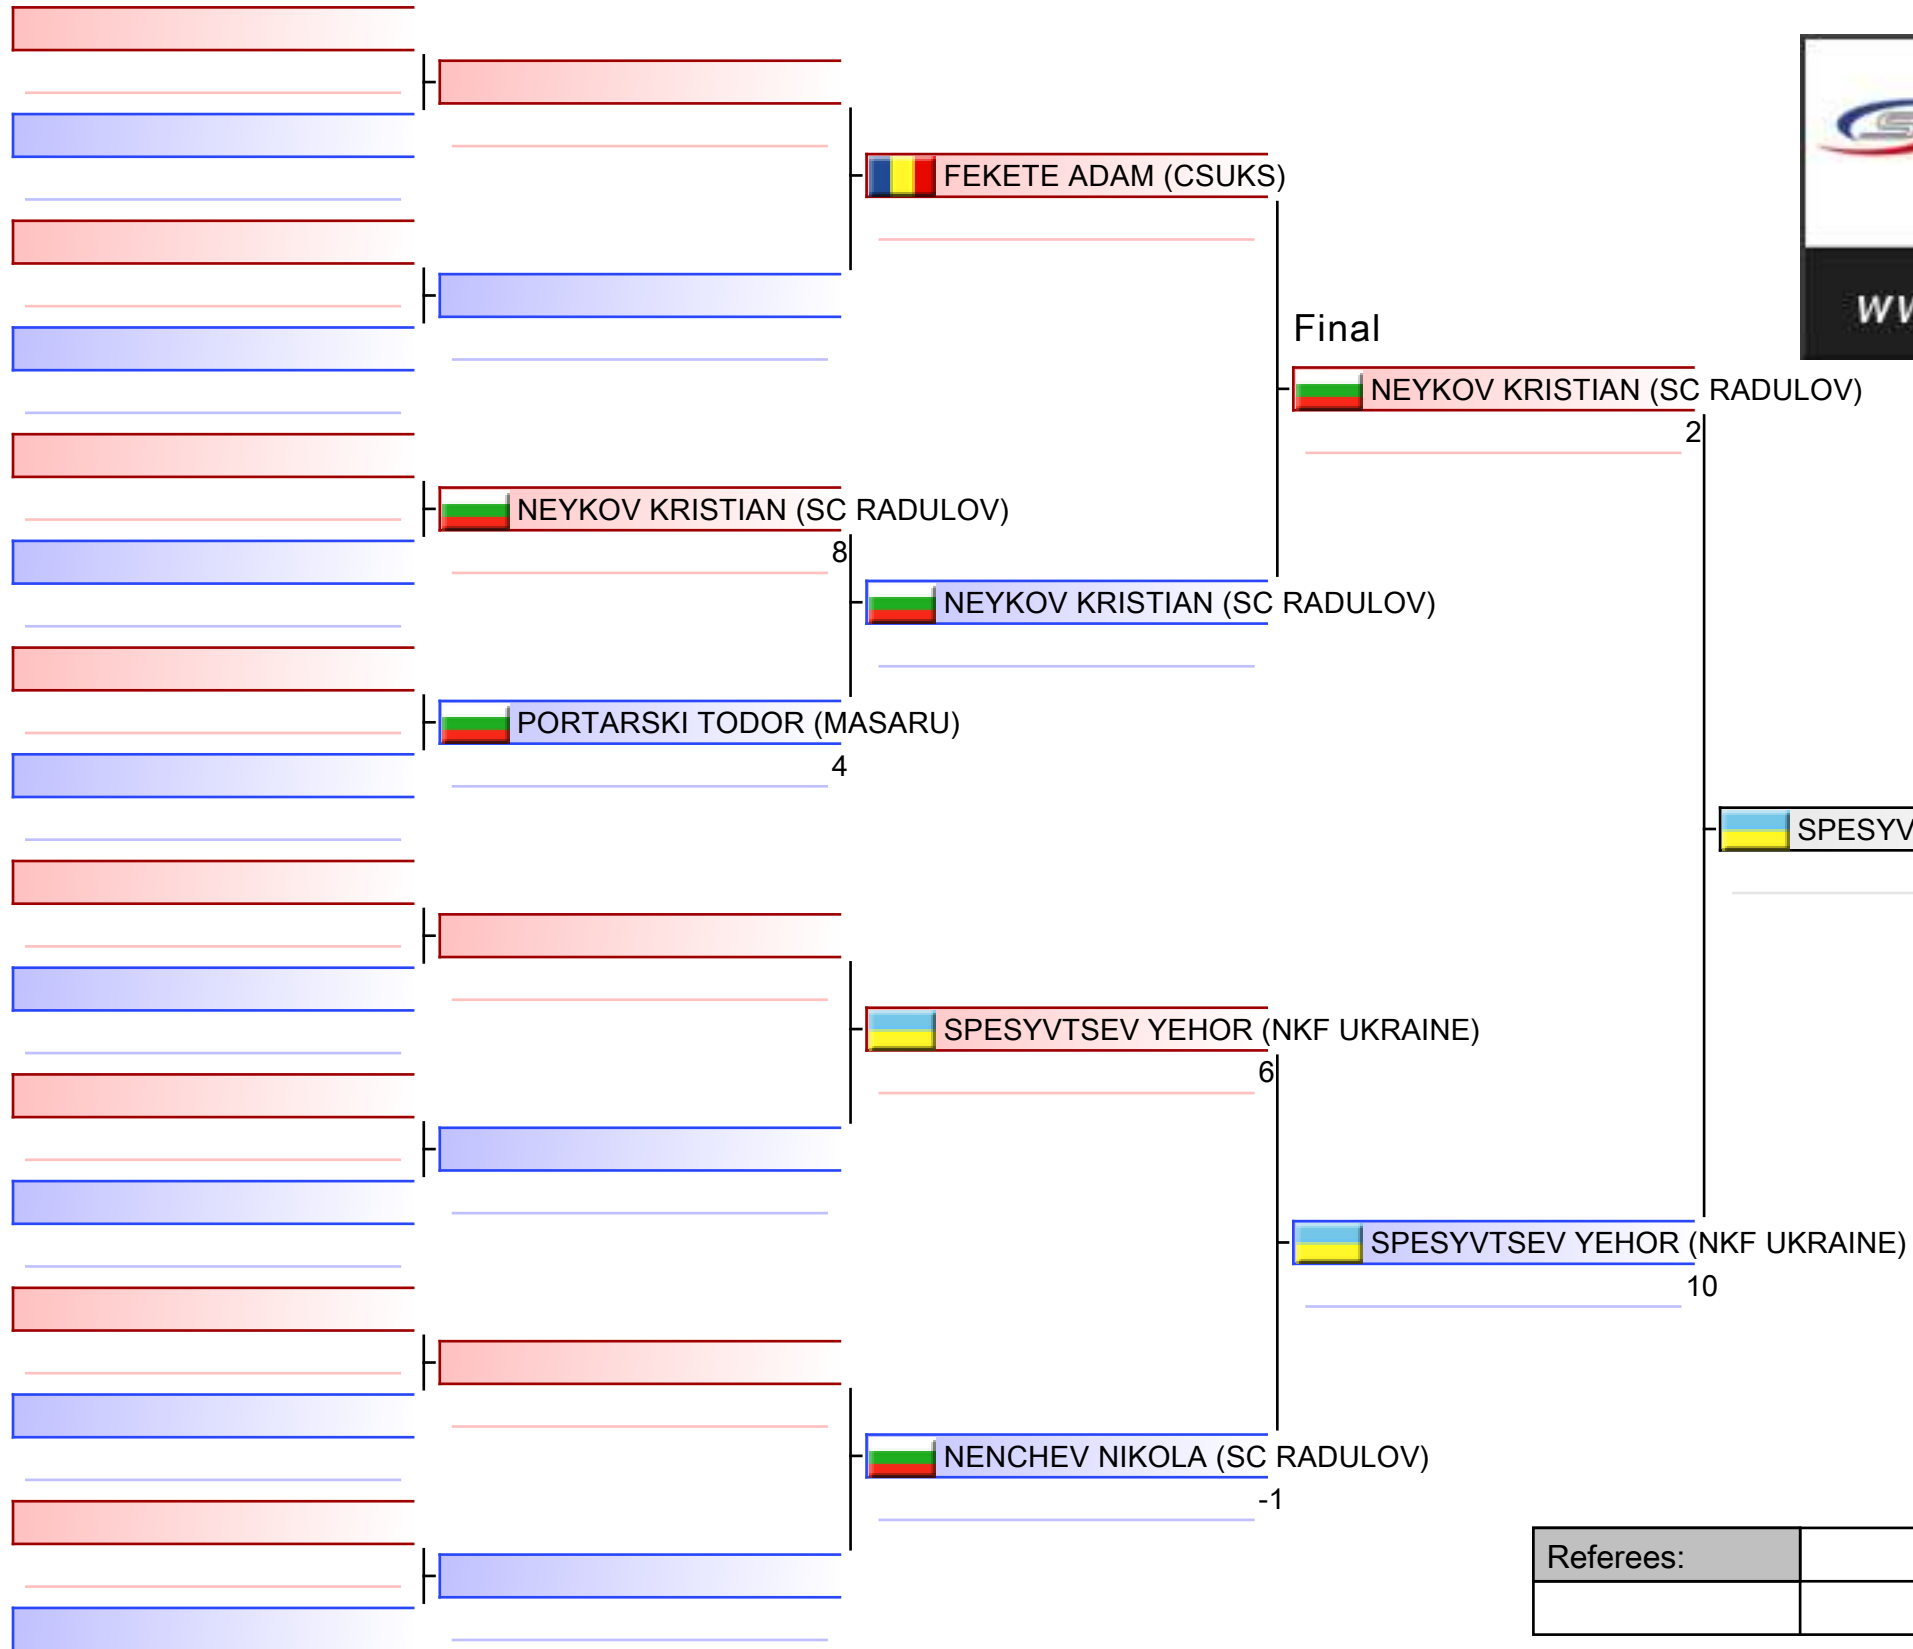 FEKETE ADAM (CSUKS)
Final
NEYKOV KRISTIAN (SC RADULOV)
2
NEYKOV KRISTIAN (SC RADULOV)
8
NEYKOV KRISTIAN (SC RADULOV)
PORTARSKI TODOR (MASARU)
4
SPESYV
SPESYVTSEV YEHOR (NKF UKRAINE)
6
SPESYVTSEV YEHOR (NKF UKRAINE)
10
NENCHEV NIKOLA (SC RADULOV)
-1
Referees: